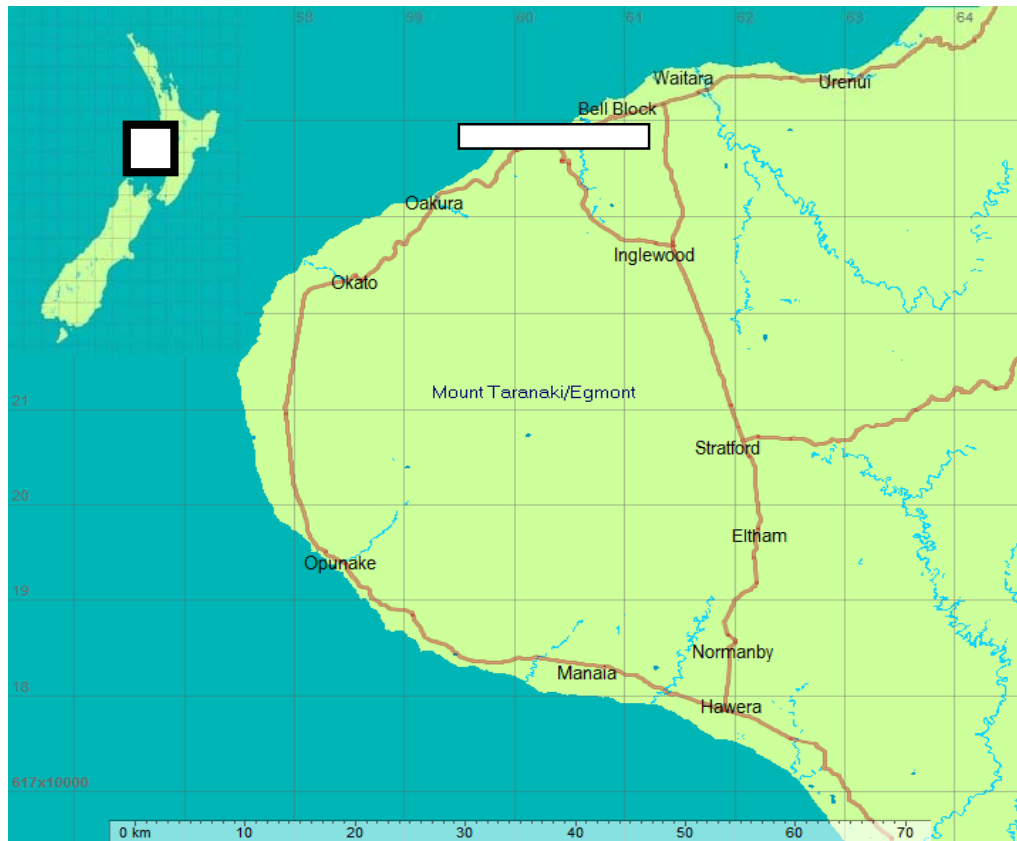 58 59 60 61 62 63 64
Waitara
Urenui
Bell Block
Oakura
Inglewood
Okato
Mount Taranaki/Egmont
21
Stratford
20
Eltham
Opunake
19
Normanby
Manaia
18
Hawera
617x10000
0 km 10 20 30 40 50 60 70